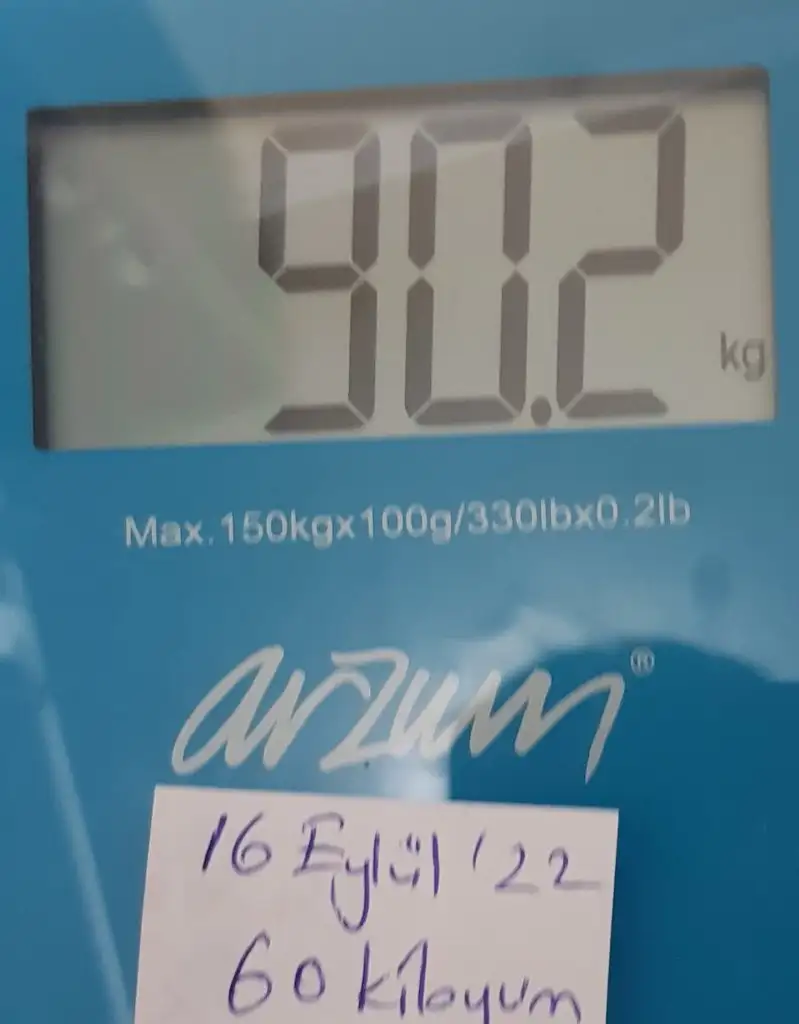 90.2 kg
Max.150kgx100g/330lbx0.2lb
arzum®
16 Eylül '22
60 kiloyum